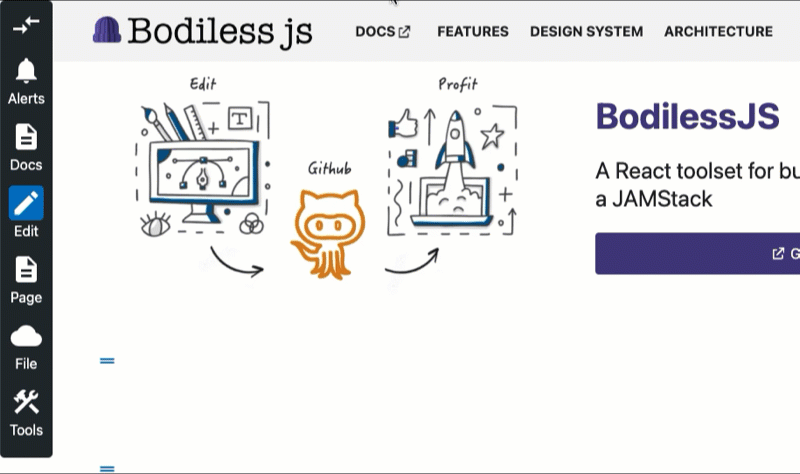 Bodiless js
DOCS FEATURES DESIGN SYSTEM ARCHITECTURE
Alerts
Docs
Edit
Page
File
Tools
Edit
Github
Profit
T
BodilessJS
A React toolset for bu
a JAMStack
G